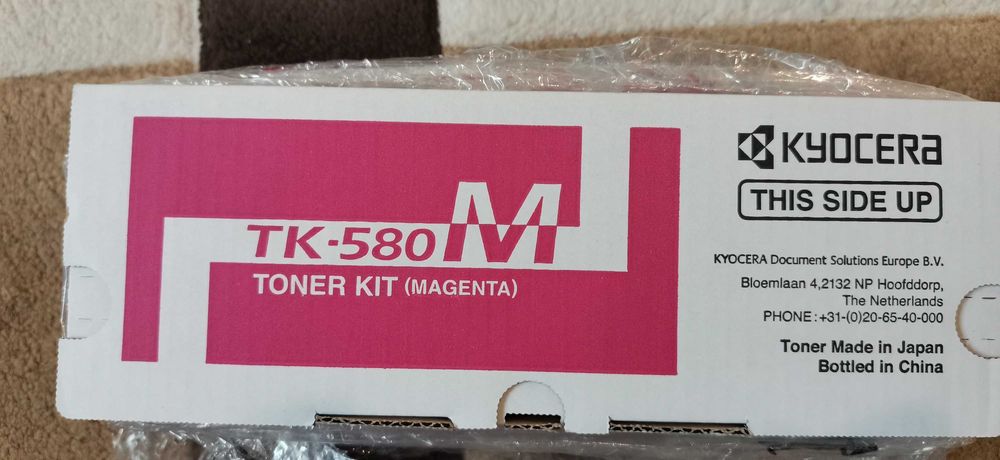 TK-580 M
TONER KIT (MAGENTA)
KYOCERA
THIS SIDE UP
KYOCERA Document Solutions Europe B.V.
Bloemlaan 4,2132 NP Hoofddorp,
The Netherlands
PHONE:+31-(0)20-65-40-000
Toner Made in Japan
Bottled in China